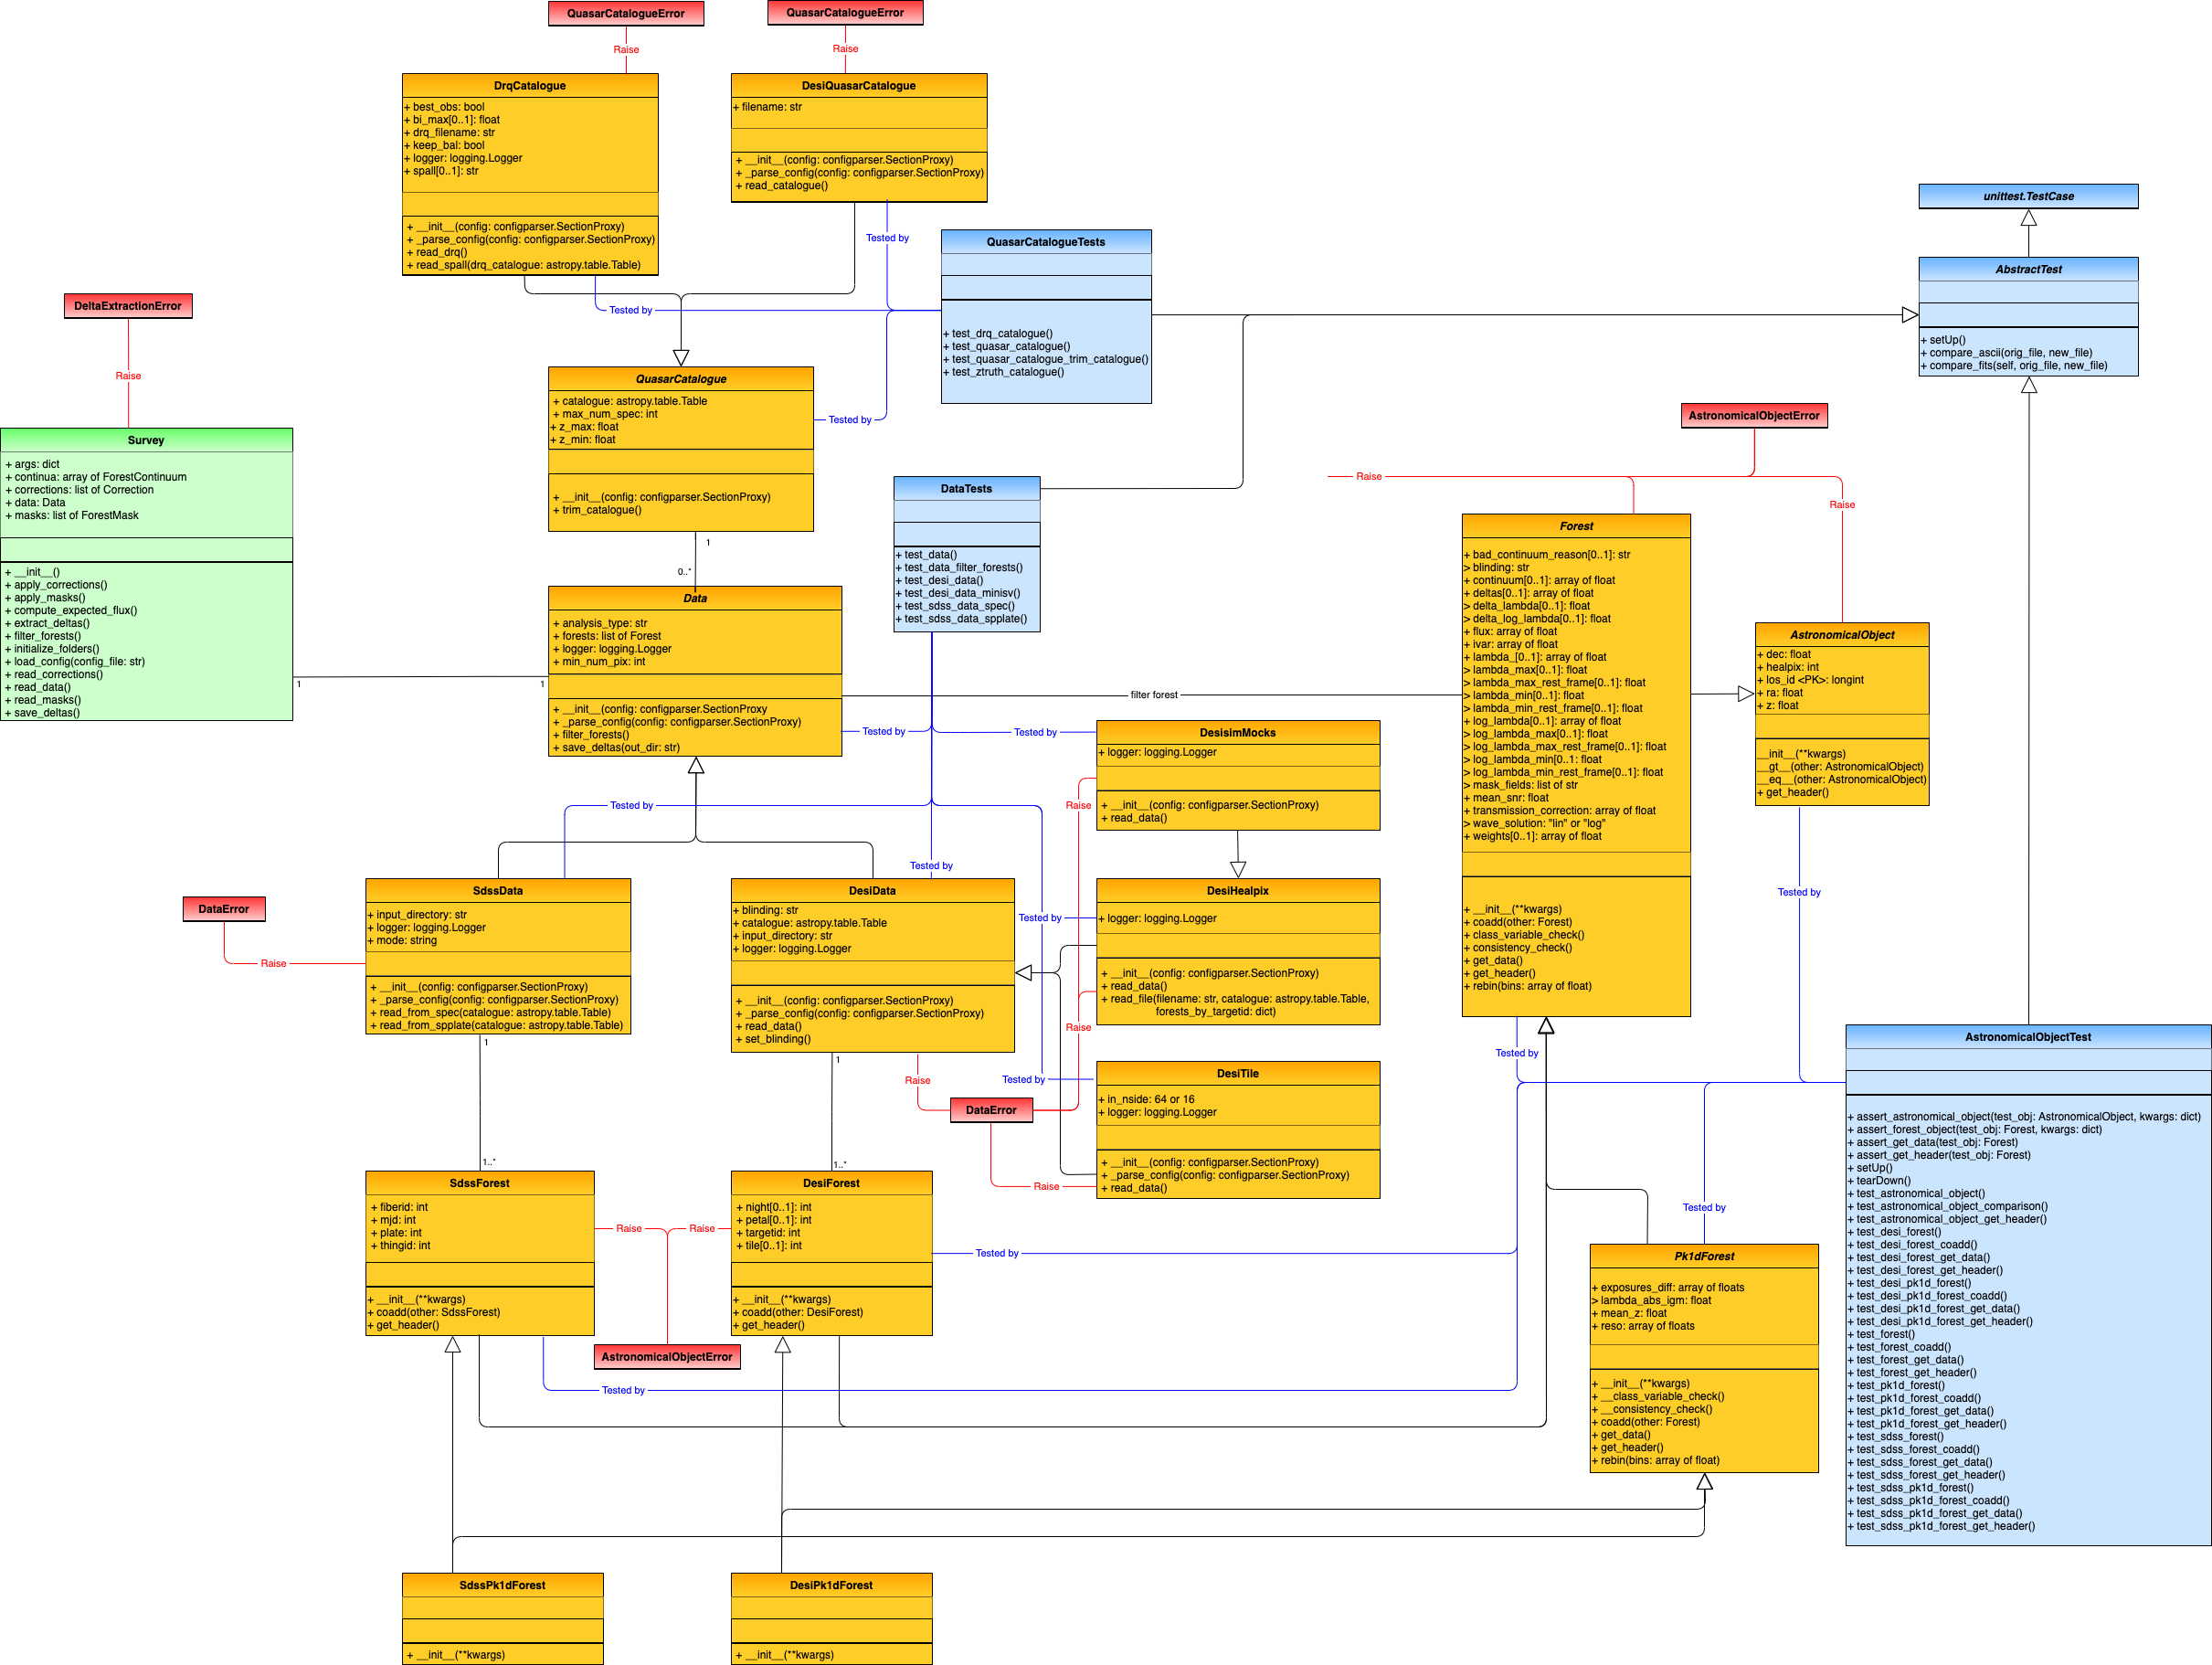 QuasarCatalogueError
QuasarCatalogueError
Raise
Raise
DrqCatalogue
+ best_obs: bool
+ bi_max[0..1]: float
+ drq_filename: str
+ keep_bal: bool
+ logger: logging.Logger
+ spall[0..1]: str
+ __init__(config: configparser.SectionProxy)
+ _parse_config(config: configparser.SectionProxy)
+ read_drq()
+ read_spall(drq_catalogue: astropy.table.Table)
DesiQuasarCatalogue
+ filename: str
+ __init__(config: configparser.SectionProxy)
+ _parse_config(config: configparser.SectionProxy)
+ read_catalogue()
Tested by
Tested by
QuasarCatalogueTests
+ test_drq_catalogue()
+ test_quasar_catalogue()
+ test_quasar_catalogue_trim_catalogue()
+ test_ztruth_catalogue()
unittest.TestCase
AbstractTest
+ setUp()
+ compare_ascii(orig_file, new_file)
+ compare_fits(self, orig_file, new_file)
DeltaExtractionError
Raise
Survey
+ args: dict
+ continua: array of ForestContinuum
+ corrections: list of Correction
+ data: Data
+ masks: list of ForestMask
+ __init__()
+ apply_corrections()
+ apply_masks()
+ compute_expected_flux()
+ extract_deltas()
+ filter_forests()
+ initialize_folders()
+ load_config(config_file: str)
+ read_corrections()
+ read_data()
+ read_masks()
+ save_deltas()
1
1
QuasarCatalogue
+ catalogue: astropy.table.Table
+ max_num_spec: int
+ z_max: float
+ z_min: float
+ __init__(config: configparser.SectionProxy)
+ trim_catalogue()
Tested by
1
0..*
Data
+ analysis_type: str
+ forests: list of Forest
+ logger: logging.Logger
+ min_num_pix: int
+ __init__(config: configparser.SectionProxy
+ _parse_config(config: configparser.SectionProxy)
+ filter_forests()
+ save_deltas(out_dir: str)
DataTests
+ test_data()
+ test_data_filter_forests()
+ test_desi_data()
+ test_desi_data_minisv()
+ test_sdss_data_spec()
+ test_sdss_data_spplate()
filter forest
Tested by
Tested by
Tested by
Tested by
Tested by
Tested by
AstronomicalObjectError
Raise
Raise
Forest
+ bad_continuum_reason[0..1]: str
> blinding: str
+ continuum[0..1]: array of float
+ deltas[0..1]: array of float
> delta_lambda[0..1]: float
> delta_log_lambda[0..1]: float
+ flux: array of float
+ ivar: array of float
+ lambda_[0..1]: array of float
> lambda_max[0..1]: float
> lambda_max_rest_frame[0..1]: float
> lambda_min[0..1]: float
> lambda_min_rest_frame[0..1]: float
+ log_lambda[0..1]: array of float
> log_lambda_max[0..1]: float
> log_lambda_max_rest_frame[0..1]: float
> log_lambda_min[0..1: float
> log_lambda_min_rest_frame[0..1]: float
> mask_fields: list of str
+ mean_snr: float
+ transmission_correction: array of float
> wave_solution: "lin" or "log"
+ weights[0..1]: array of float
+ __init__(**kwargs)
+ coadd(other: Forest)
+ class_variable_check()
+ consistency_check()
+ get_data()
+ get_header()
+ rebin(bins: array of float)
AstronomicalObject
+ dec: float
+ healpix: int
+ los_id <PK>: longint
+ ra: float
+ z: float
__init__(**kwargs)
__gt__(other: AstronomicalObject)
__eq__(other: AstronomicalObject)
+ get_header()
DesisimMocks
+ logger: logging.Logger
+ __init__(config: configparser.SectionProxy)
+ read_data()
Raise
DesiHealpix
+ logger: logging.Logger
+ __init__(config: configparser.SectionProxy)
+ read_data()
+ read_file(filename: str, catalogue: astropy.table.Table,
forests_by_targetid: dict)
Raise
DesiTile
+ in_nside: 64 or 16
+ logger: logging.Logger
+ __init__(config: configparser.SectionProxy)
+ _parse_config(config: configparser.SectionProxy)
+ read_data()
Raise
DataError
Raise
SdssData
+ input_directory: str
+ logger: logging.Logger
+ mode: string
+ __init__(config: configparser.SectionProxy)
+ _parse_config(config: configparser.SectionProxy)
+ read_from_spec(catalogue: astropy.table.Table)
+ read_from_spplate(catalogue: astropy.table.Table)
1
1..*
DesiData
+ blinding: str
+ catalogue: astropy.table.Table
+ input_directory: str
+ logger: logging.Logger
+ __init__(config: configparser.SectionProxy)
+ _parse_config(config: configparser.SectionProxy)
+ read_data()
+ set_blinding()
1
1..*
Raise
DataError
SdssForest
+ fiberid: int
+ mjd: int
+ plate: int
+ thingid: int
+ __init__(**kwargs)
+ coadd(other: SdssForest)
+ get_header()
Raise
Raise
AstronomicalObjectError
DesiForest
+ night[0..1]: int
+ petal[0..1]: int
+ targetid: int
+ tile[0..1]: int
+ __init__(**kwargs)
+ coadd(other: DesiForest)
+ get_header()
Tested by
Tested by
Tested by
Tested by
Tested by
Pk1dForest
+ exposures_diff: array of floats
> lambda_abs_igm: float
+ mean_z: float
+ reso: array of floats
+ __init__(**kwargs)
+ __class_variable_check()
+ __consistency_check()
+ coadd(other: Forest)
+ get_data()
+ get_header()
+ rebin(bins: array of float)
AstronomicalObjectTest
+ assert_astronomical_object(test_obj: AstronomicalObject, kwargs: dict)
+ assert_forest_object(test_obj: Forest, kwargs: dict)
+ assert_get_data(test_obj: Forest)
+ assert_get_header(test_obj: Forest)
+ setUp()
+ tearDown()
+ test_astronomical_object()
+ test_astronomical_object_comparison()
+ test_astronomical_object_get_header()
+ test_desi_forest()
+ test_desi_forest_coadd()
+ test_desi_forest_get_data()
+ test_desi_forest_get_header()
+ test_desi_pk1d_forest()
+ test_desi_pk1d_forest_coadd()
+ test_desi_pk1d_forest_get_data()
+ test_desi_pk1d_forest_get_header()
+ test_forest()
+ test_forest_coadd()
+ test_forest_get_data()
+ test_forest_get_header()
+ test_pk1d_forest()
+ test_pk1d_forest_coadd()
+ test_pk1d_forest_get_data()
+ test_pk1d_forest_get_header()
+ test_sdss_forest()
+ test_sdss_forest_coadd()
+ test_sdss_forest_get_data()
+ test_sdss_forest_get_header()
+ test_sdss_pk1d_forest()
+ test_sdss_pk1d_forest_coadd()
+ test_sdss_pk1d_forest_get_data()
+ test_sdss_pk1d_forest_get_header()
SdssPk1dForest
+ __init__(**kwargs)
DesiPk1dForest
+ __init__(**kwargs)